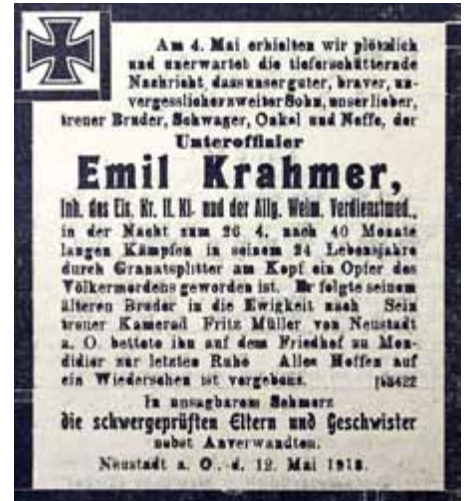 Am 4. Mai erhielten wir plötzlich
und unerwartet die tieferschütternde
Nachricht, dass unser guter, braver, un-
vergesslicher zweiter Sohn, unser lieber,
treuer Bruder, Schwager, Onkel und Neffe, der
Unteroffizier
Emil Krahmer,
Inh. des Eis. Kr. II. Kl. und der Allg. Weim. Verdienstmed.,
in der Nacht zum 26. 4. nach 40 Monate
langen Kämpfen in seinem 24 Lebensjahre
durch Granatsplitter am Kopf ein Opfer des
Völkermordens geworden ist. Er folgte seinem
älteren Bruder in die Ewigkeit nach Sein
treuer Kamerad Fritz Müller von Neustadt
a. O. bettete ihn auf dem Friedhof zu Mon-
didier zur letzten Ruhe Alles Hoffen auf
ein Wiedersehen ist vergebens. [58422
In unsagbarem Schmerz
die schwergeprüften Eltern und Geschwister
nebst Anverwandten.
Neustadt a. O., d. 12. Mai 1918.